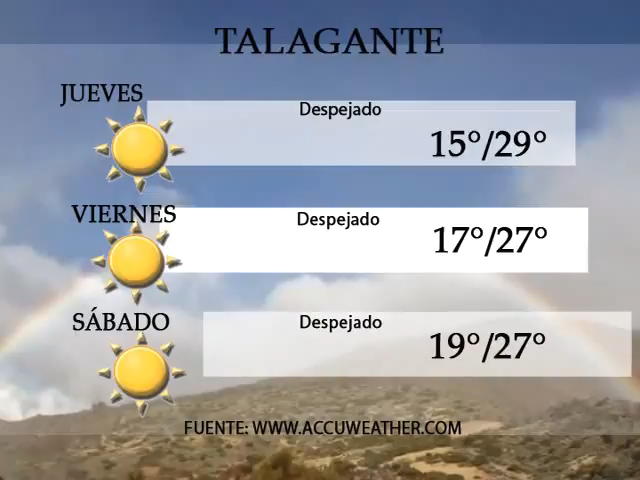 TALAGANTE
JUEVES
Despejado
15°/29°
VIERNES
Despejado
17°/27°
SÁBADO
Despejado
19°/27°
FUENTE: WWW.ACCUWEATHER.COM